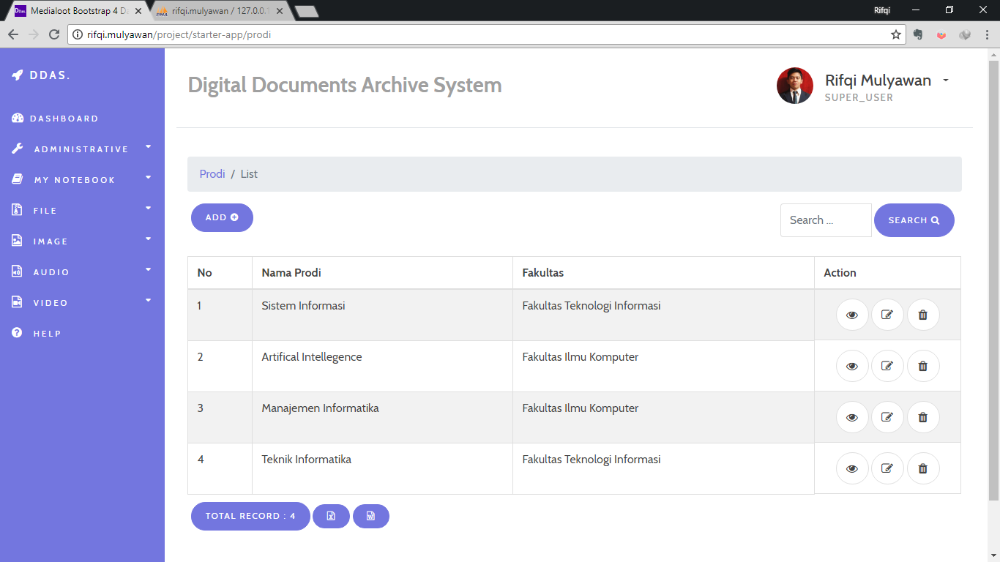 Medialoot Bootstrap 4 Da
rifqi.mulyawan / 127.0.0.1
Rifqi
rifqi.mulyawan/project/starter-app/prodi
DDAS.
DASHBOARD
ADMINISTRATIVE
MY NOTEBOOK
FILE
IMAGE
AUDIO
VIDEO
HELP
Digital Documents Archive System
Rifqi Mulyawan
SUPER_USER
Prodi / List
ADD
Search ...
SEARCH
No Nama Prodi Fakultas Action
1 Sistem Informasi Fakultas Teknologi Informasi
2 Artifical Intellegence Fakultas Ilmu Komputer
3 Manajemen Informatika Fakultas Ilmu Komputer
4 Teknik Informatika Fakultas Teknologi Informasi
TOTAL RECORD : 4